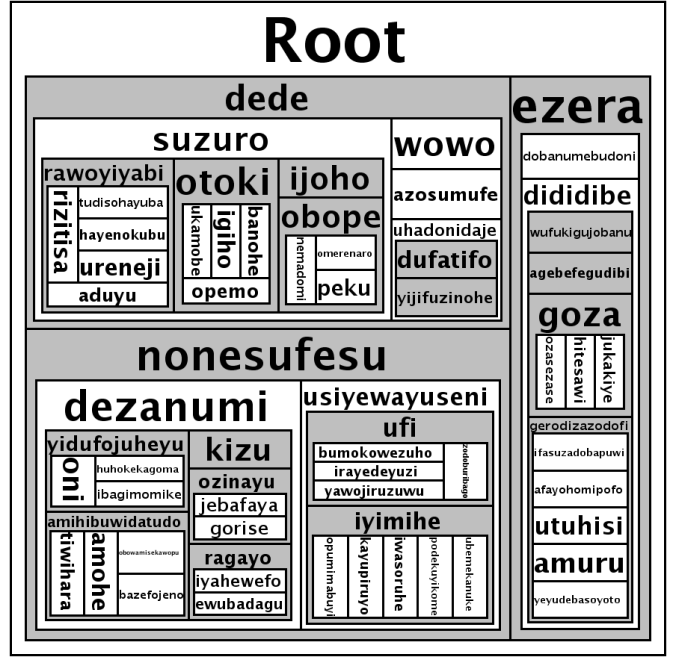 Root
dede
suzuro
rawoyiyabi
rizitisa
tudisohayuba
hayenokubu
ureneji
aduyu
otoki
ukamobe
igiho
banohe
opemo
ijoho
obope
nemadomi
omerenaro
peku
wowo
azosumufe
uhadonidaje
dufatifo
yijifuzinohe
nonesufesu
dezanumi
yidufojuheyu
oni
huhokekagoma
ibagimomike
amihibuwidatudo
tiwihara
amohe
obowamisekawopu
bazefojeno
kizu
ozinayu
jebafaya
gorise
ragayo
iyahewefo
ewubadagu
usiyewayuseni
ufi
bumokowezuho
irayedeyuzi
yawojiruzuwu
zodoburibago
iyimihe
opumimabuyi
kayupiruyo
iwasoruhe
podekuyikome
ubemekanuke
ezera
dobanumebudoni
dididibe
wufukigujobanu
agebefegudibi
goza
ozasezase
hitesawi
jukakiye
gerodizazodofi
ifasuzadobapuwi
afayohomipofo
utuhisi
amuru
yeyudebasoyoto